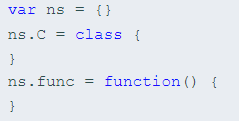 var ns = {}
ns.C = class {
}
ns.func = function() {
}